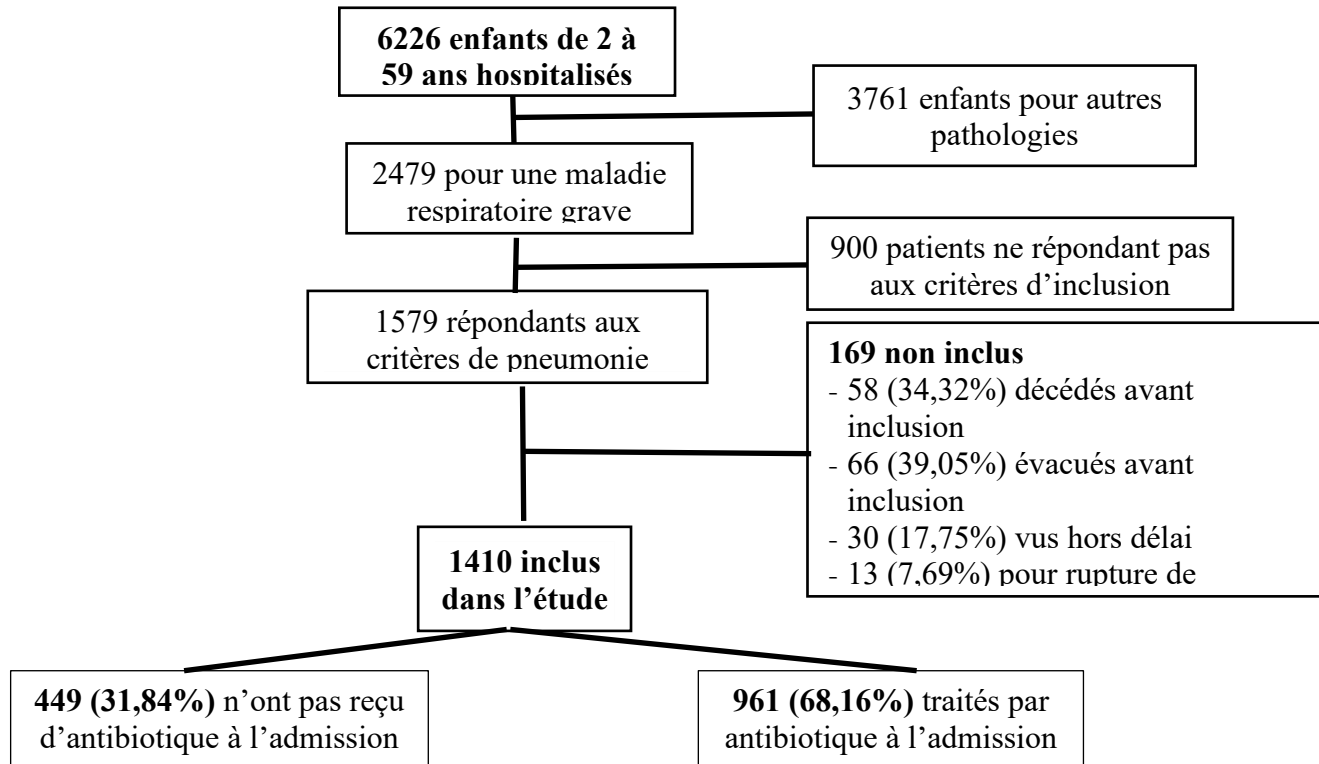 6226 enfants de 2 à
59 ans hospitalisés
3761 enfants pour autres
pathologies
2479 pour une maladie
respiratoire grave
900 patients ne répondant pas
aux critères d’inclusion
1579 répondants aux
critères de pneumonie
169 non inclus
- 58 (34,32%) décédés avant
inclusion
- 66 (39,05%) évacués avant
inclusion
- 30 (17,75%) vus hors délai
- 13 (7,69%) pour rupture de
1410 inclus
dans l’étude
449 (31,84%) n’ont pas reçu
d’antibiotique à l’admission
961 (68,16%) traités par
antibiotique à l’admission